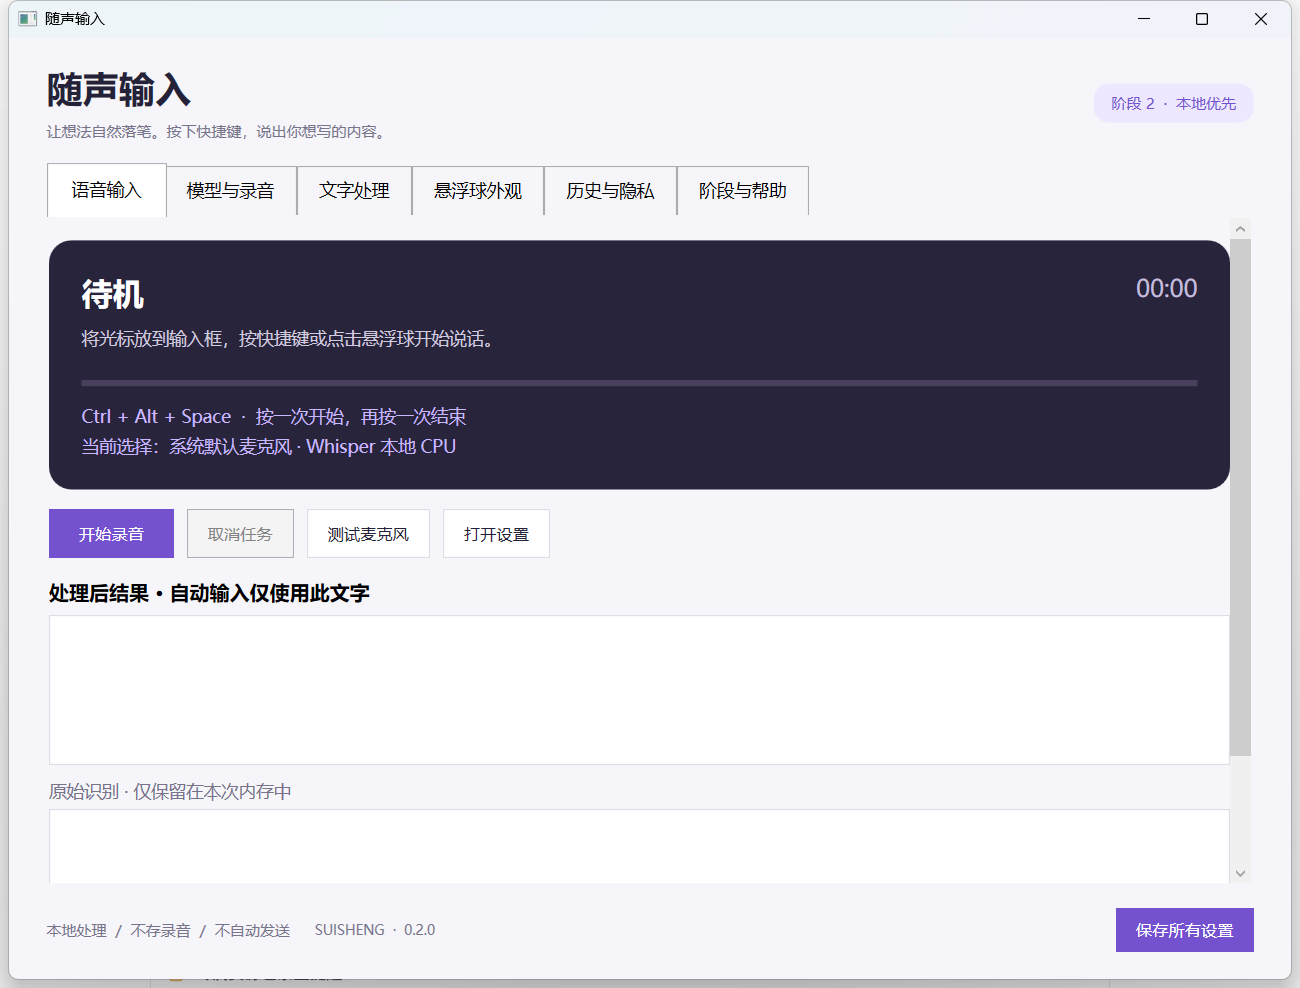 随声输入
随声输入
阶段 2 · 本地优先
让想法自然落笔。按下快捷键，说出你想写的内容。
语音输入 模型与录音 文字处理 悬浮球外观 历史与隐私 阶段与帮助
待机 00:00
将光标放到输入框，按快捷键或点击悬浮球开始说话。
Ctrl + Alt + Space · 按一次开始，再按一次结束
当前选择：系统默认麦克风 · Whisper 本地 CPU
开始录音 取消任务 测试麦克风 打开设置
处理后结果 • 自动输入仅使用此文字
原始识别 · 仅保留在本次内存中
本地处理 / 不存录音 / 不自动发送 SUISHENG · 0.2.0
保存所有设置